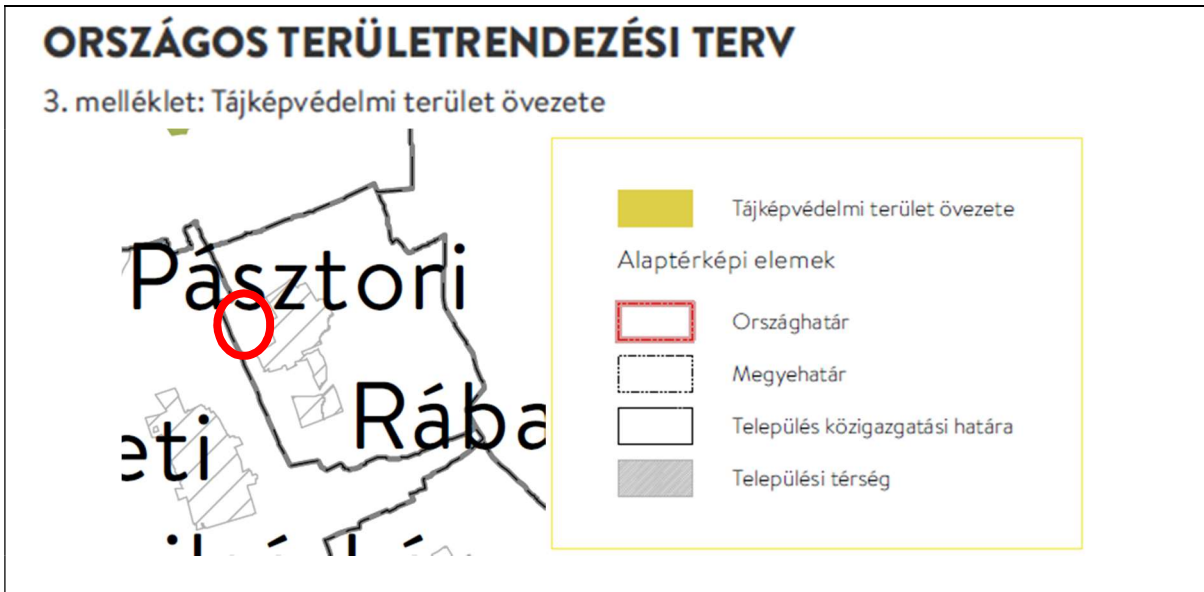 ORSZÁGOS TERÜLETRENDEZÉSI TERV
3. melléklet: Tájképvédelmi terület övezete
Pásztori
Rába
eti
Tájképvédelmi terület övezete
Alaptérképi elemek
Országhatár
Megyehatár
Település közigazgatási határa
Települési térség